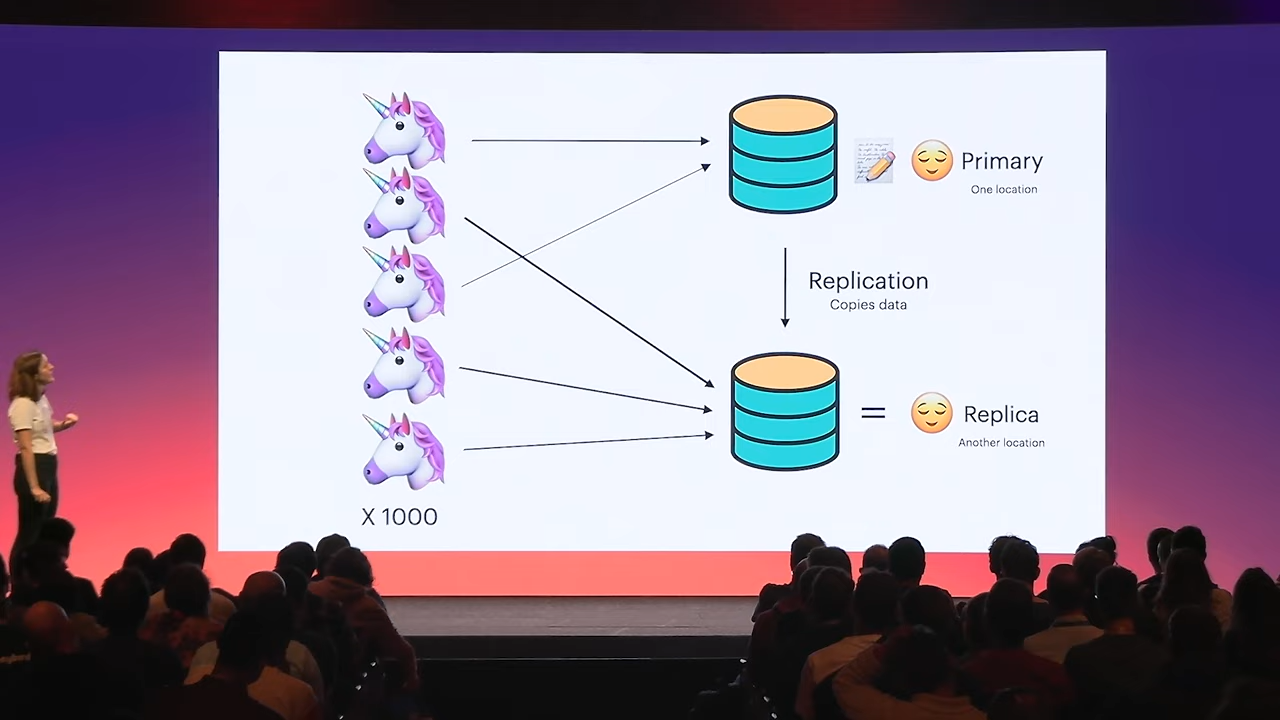 Primary
One location
Replication
Copies data
=
Replica
Another location
X 1000